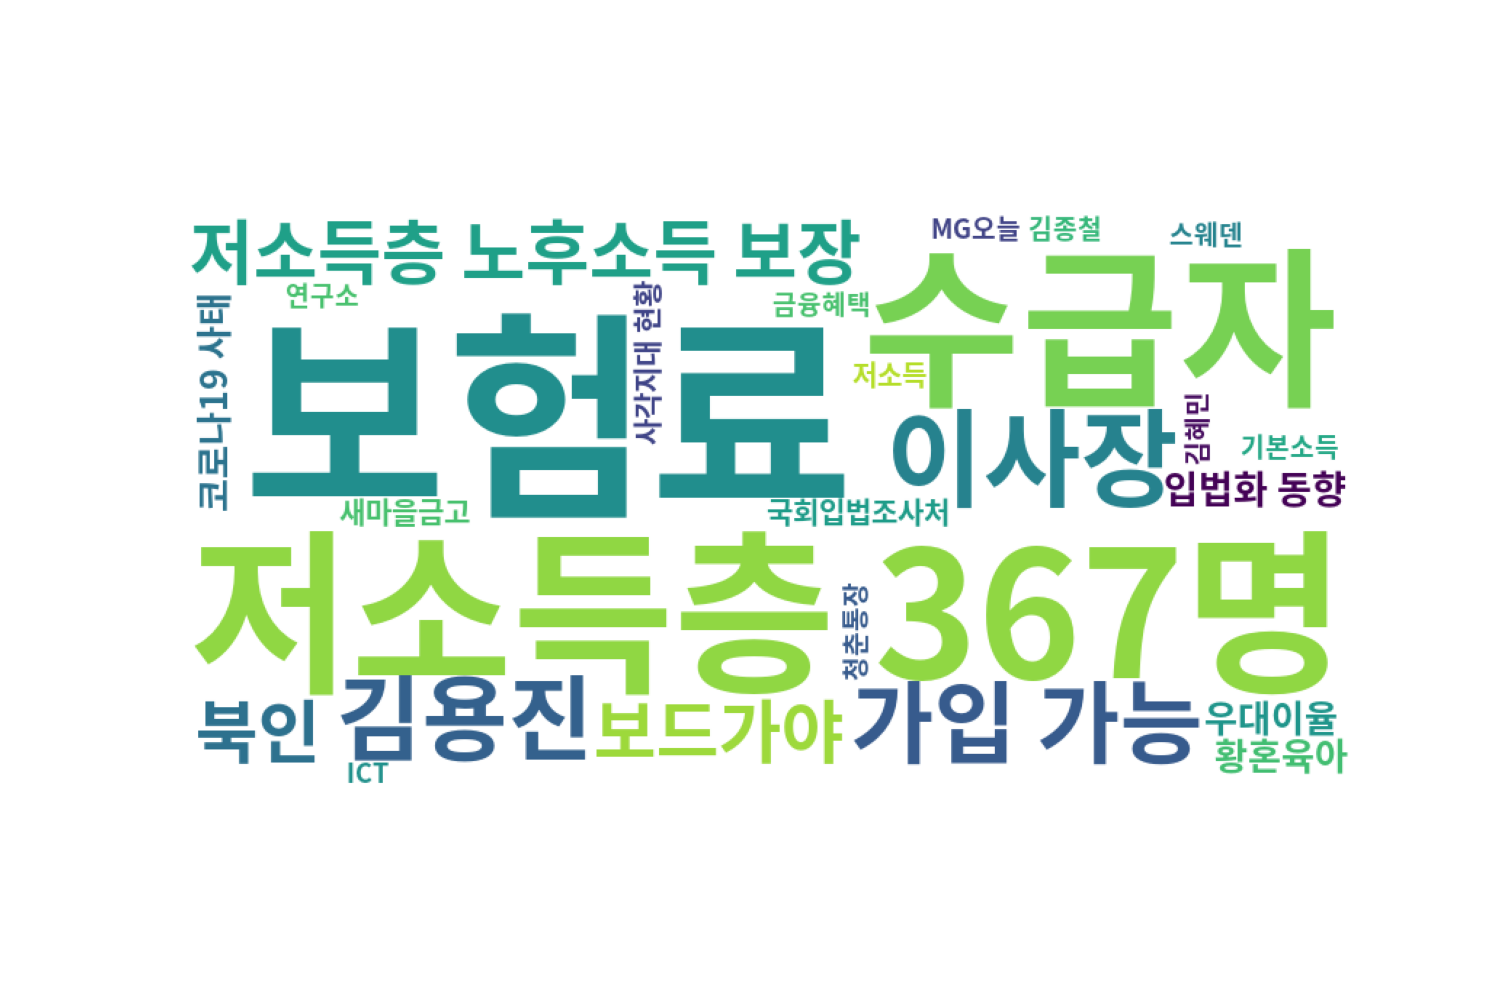 저소득층 노후소득 보장
MG오늘
김종철
스웨덴
연구소
금융혜택
수급자
코로나19 사태
보험료
사각지대 현황
저소득
이사장
김혜민
기본소득
입법화 동향
새마을금고
국회입법조사처
저소득층
367명
청춘통장
북인
김용진
보드가야
가입 가능
우대이율
황혼육아
ICT